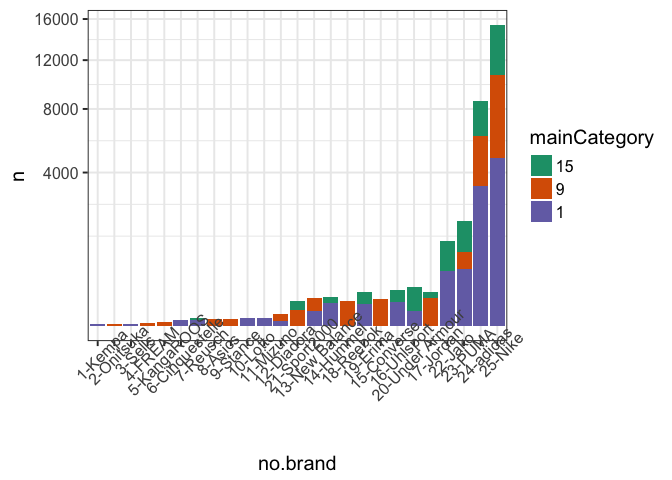 16000
12000
8000
4000
n
1-Kempa
2-Onitsuka
3-Sells
4-FREAM
5-KangaROOS
6-Cinquestelle
7-Reusch
8-Asics
9-Stance
10-Lotto
11-Mizuno
12-Diadora
21-Sport2000
13-New Balance
14-Hummel
18-Reebok
19-Erima
15-Converse
16-Uhlsport
20-Under Armour
17-Jordan
22-Jako
23-PUMA
24-adidas
25-Nike
no.brand
mainCategory
15
9
1